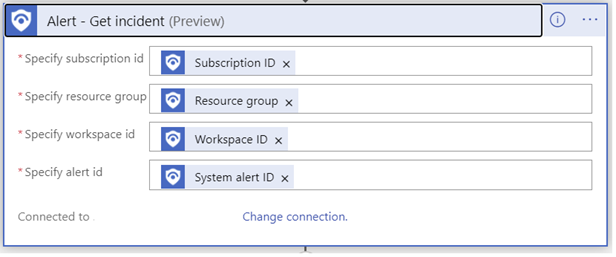 Alert - Get incident (Preview)
* Specify subscription id Subscription ID ×
* Specify resource group Resource group ×
* Specify workspace id Workspace ID ×
* Specify alert id System alert ID ×
Connected to Change connection.